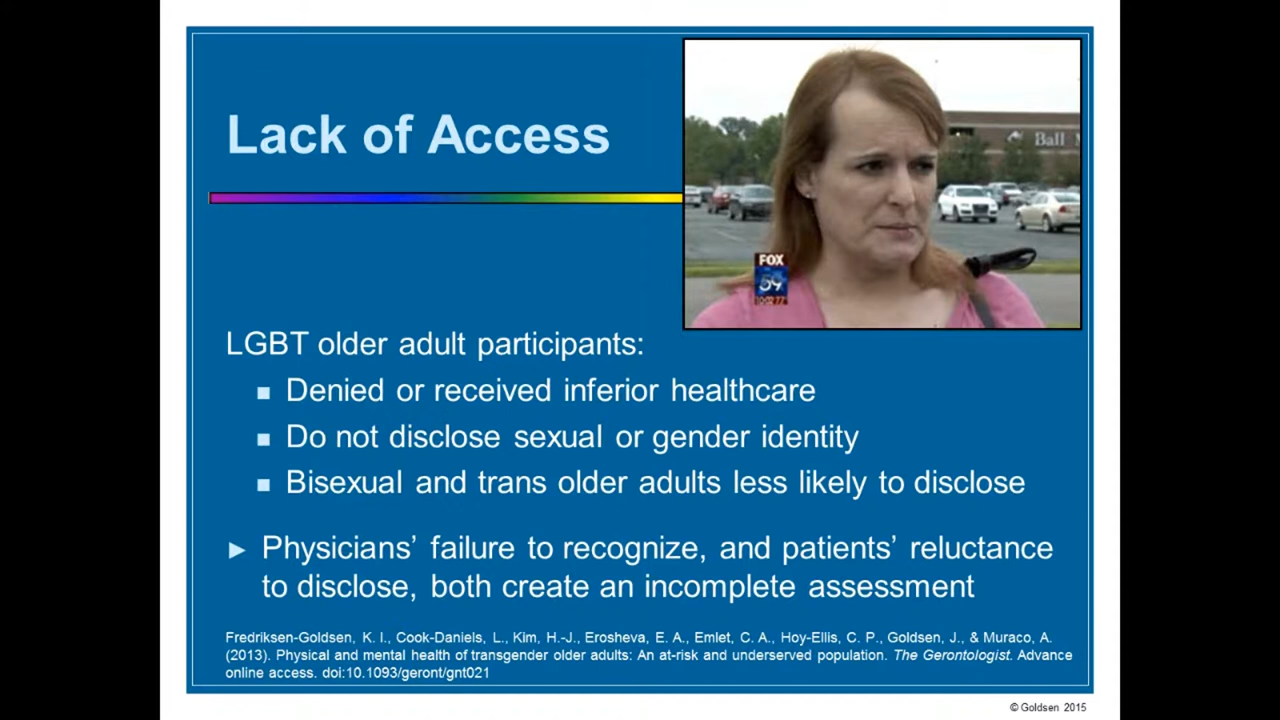 Lack of Access
Ball
FOX
59
LGBT older adult participants:
■ Denied or received inferior healthcare
■ Do not disclose sexual or gender identity
■ Bisexual and trans older adults less likely to disclose
► Physicians’ failure to recognize, and patients’ reluctance
to disclose, both create an incomplete assessment
Fredriksen-Goldsen, K. I., Cook-Daniels, L., Kim, H.-J., Erosheva, E. A., Emlet, C. A., Hoy-Ellis, C. P., Goldsen, J., & Muraco, A.
(2013). Physical and mental health of transgender older adults: An at-risk and underserved population. The Gerontologist. Advance
online access. doi:10.1093/geront/gnt021
© Goldsen 2015